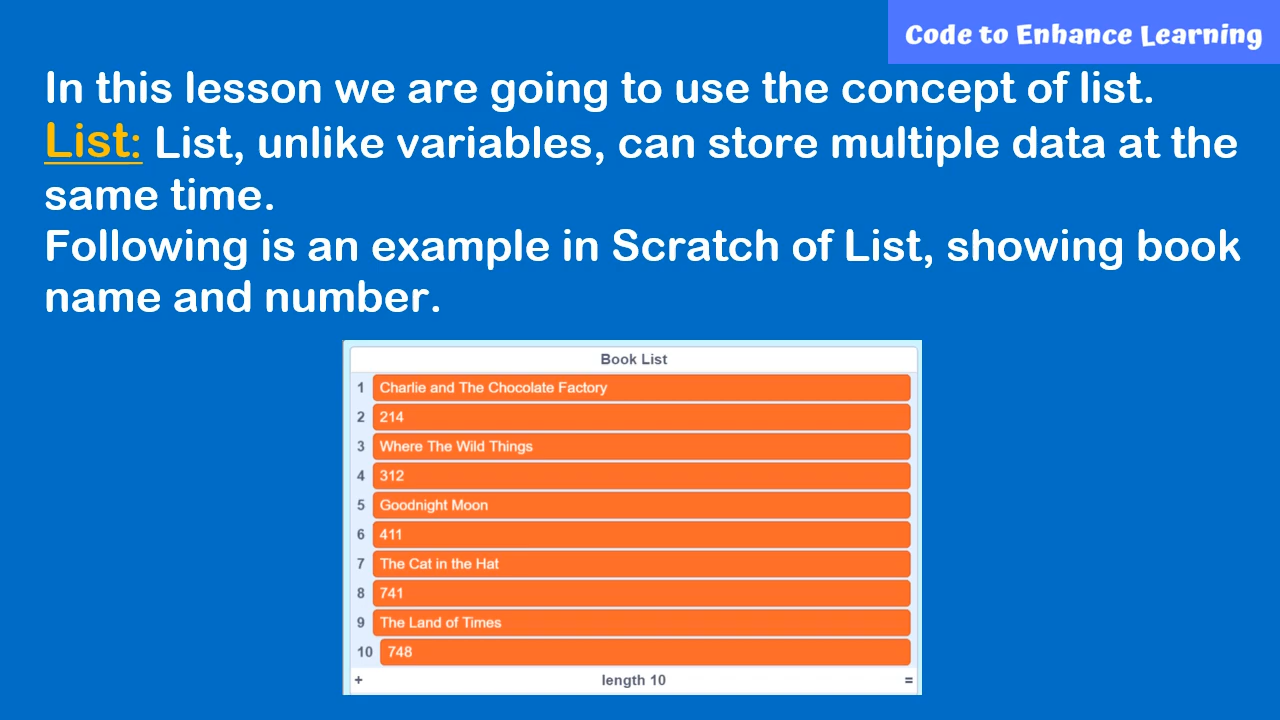 Code to Enhance Learning
In this lesson we are going to use the concept of list.
List: List, unlike variables, can store multiple data at the
same time.
Following is an example in Scratch of List, showing book
name and number.
Book List
1 Charlie and The Chocolate Factory
2 214
3 Where The Wild Things
4 312
5 Goodnight Moon
6 411
7 The Cat in the Hat
8 741
9 The Land of Times
10 748
+ length 10 =